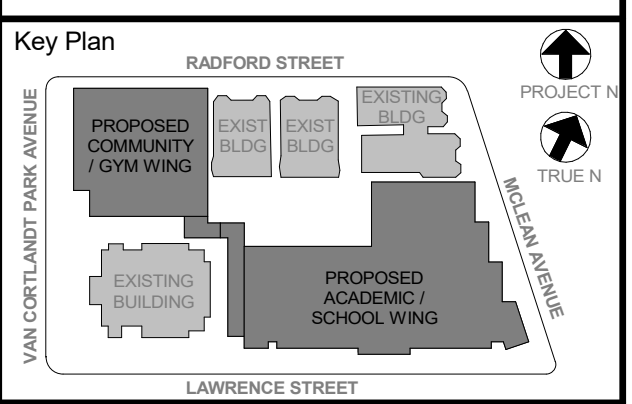 Key Plan
RADFORD STREET
PROJECT N
TRUE N
VAN CORTLANDT PARK AVENUE
PROPOSED
COMMUNITY
/ GYM WING
EXIST
BLDG
EXIST
BLDG
EXISTING
BLDG
MCLEAN AVENUE
EXISTING
BUILDING
PROPOSED
ACADEMIC /
SCHOOL WING
LAWRENCE STREET